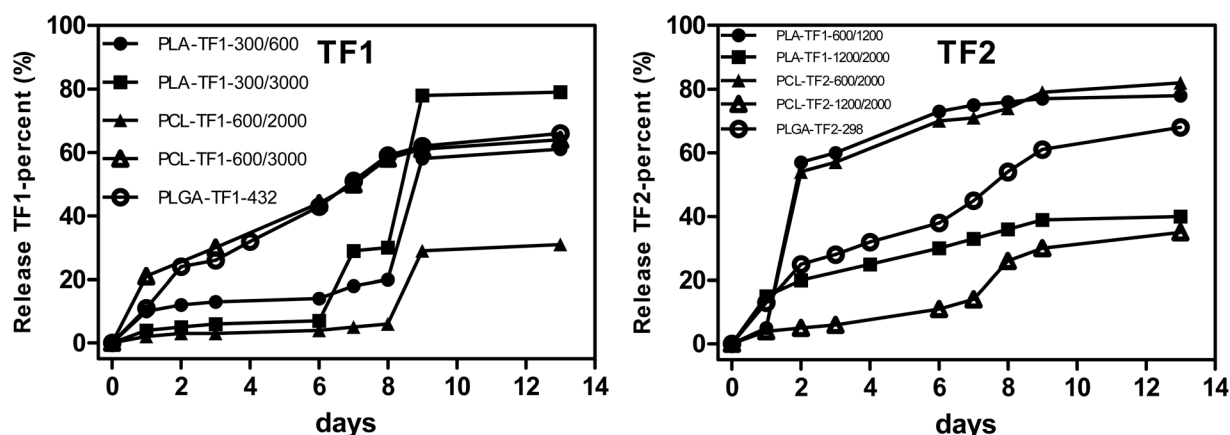 TF1
PLA-TF1-300/600
PLA-TF1-300/3000
PCL-TF1-600/2000
PCL-TF1-600/3000
PLGA-TF1-432
Release TF1-percent (%)
100
80
60
40
20
0
0 2 4 6 8 10 12 14
days
TF2
PLA-TF1-600/1200
PLA-TF1-1200/2000
PCL-TF2-600/2000
PCL-TF2-1200/2000
PLGA-TF2-298
Release TF2-percent (%)
100
80
60
40
20
0
0 2 4 6 8 10 12 14
days